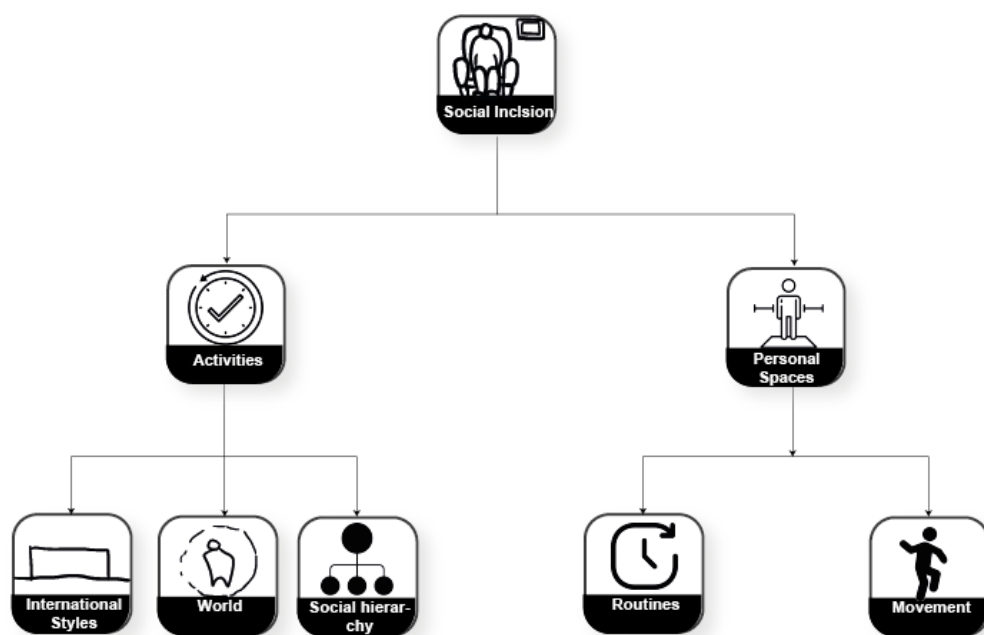 Social Inclsion
Activities
Personal
Spaces
International
Styles
World
Social hierar-
chy
Routines
Movement